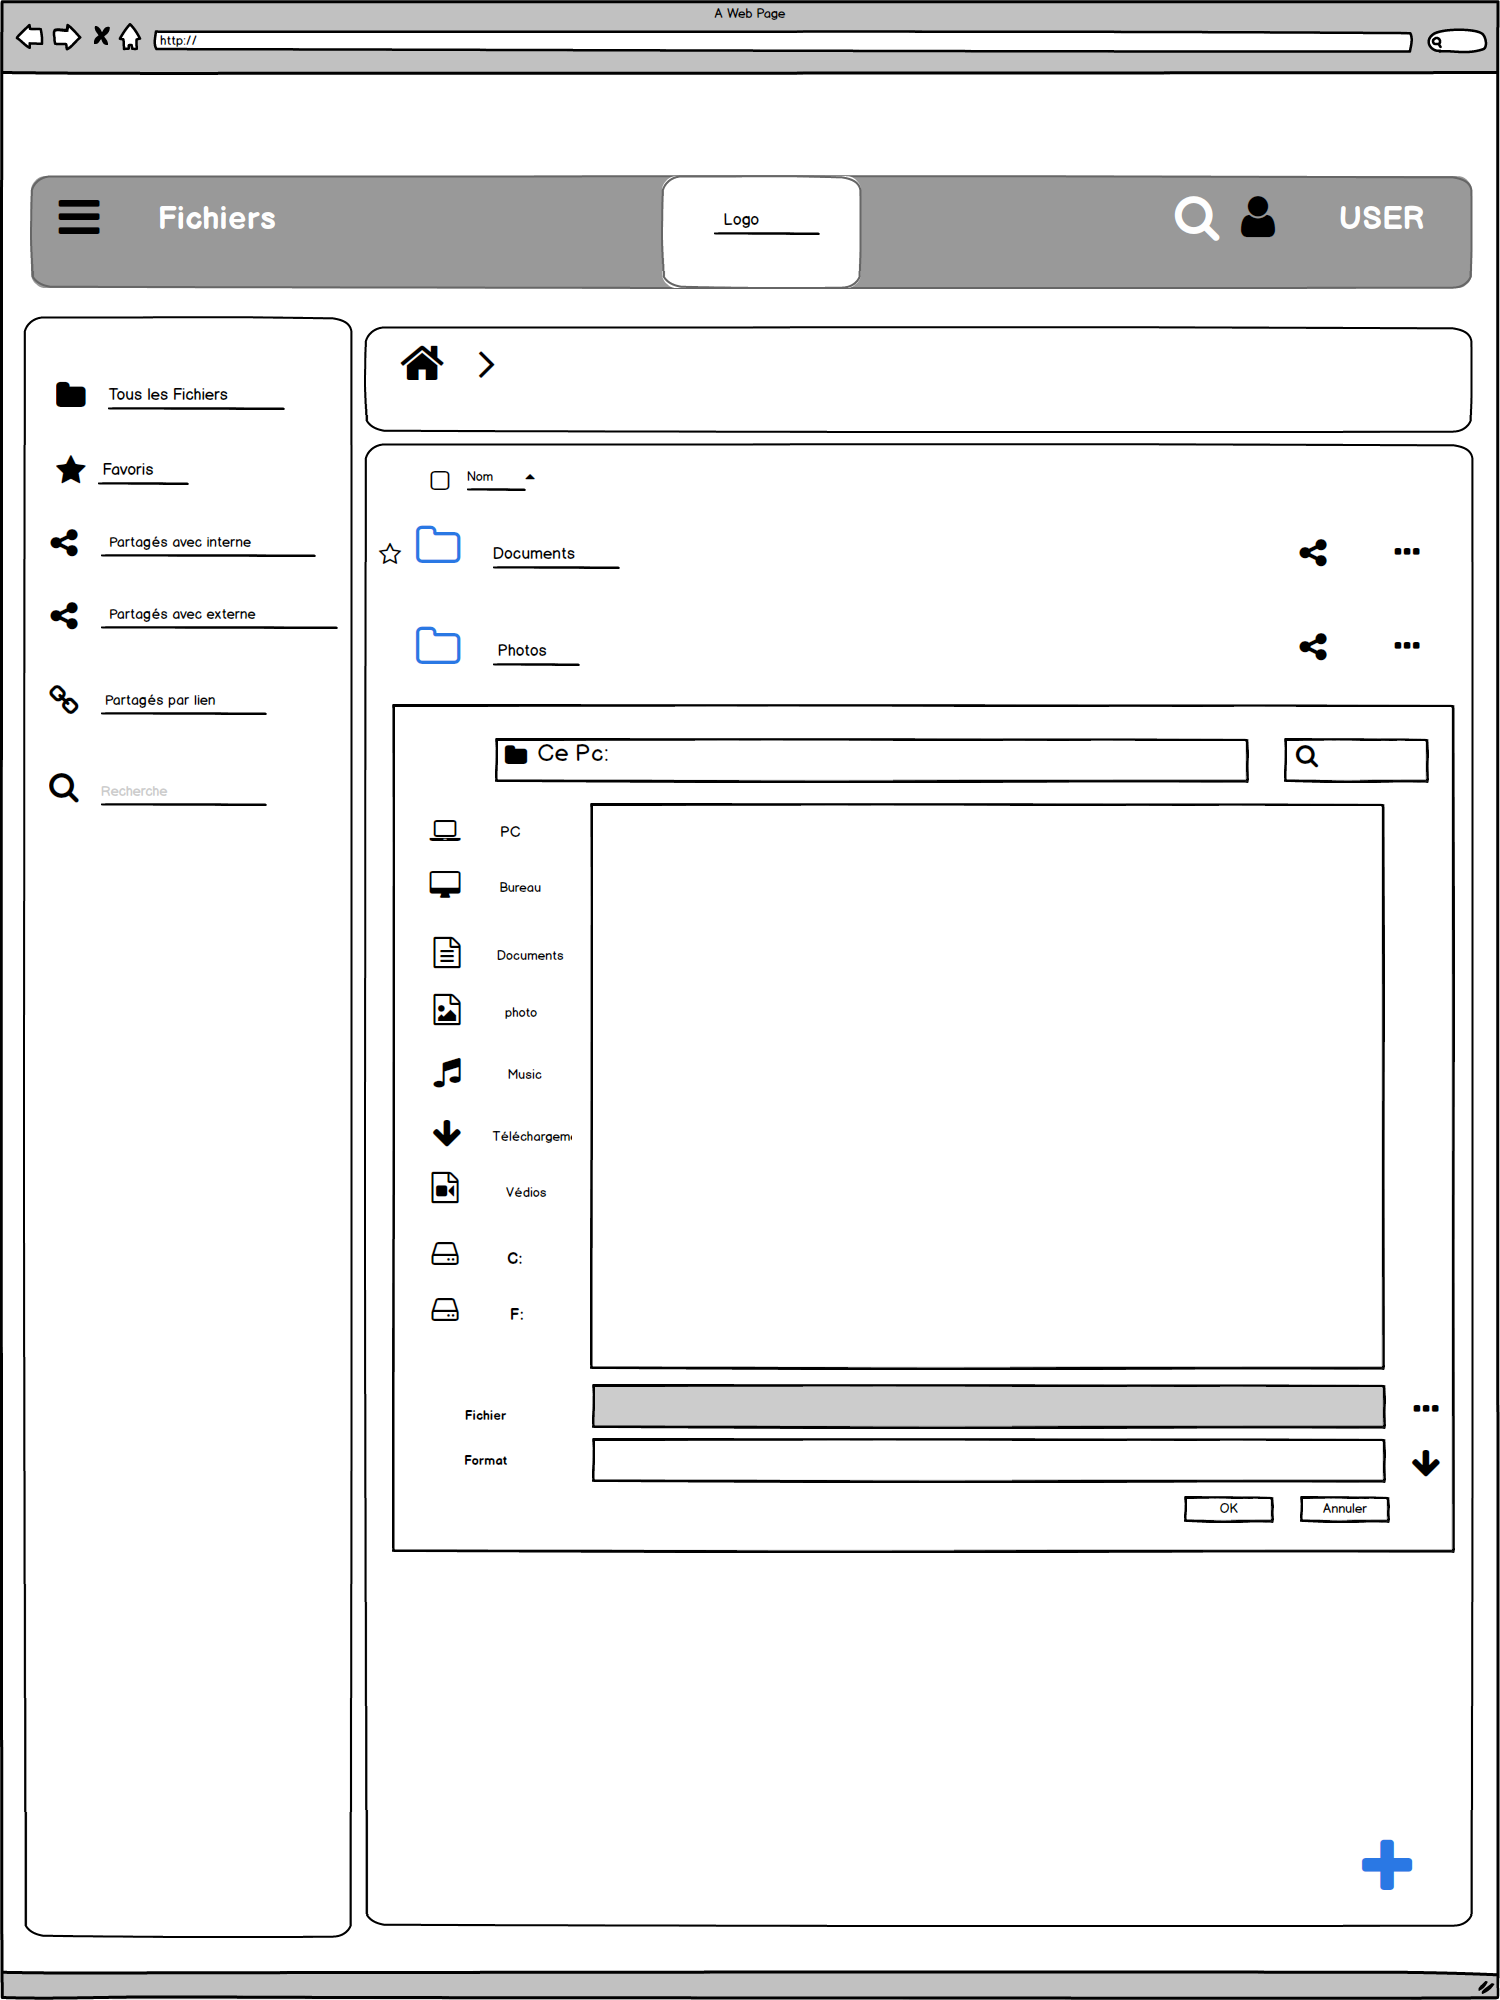 A Web Page
http://
Fichiers
Logo
USER
Tous les Fichiers
Favoris
Partagés avec interne
Partagés avec externe
Partagés par lien
Recherche
Nom
Documents
Photos
Ce Pc:
PC
Bureau
Documents
photo
Music
Téléchargem
Védios
C:
F:
Fichier
Format
OK
Annuler